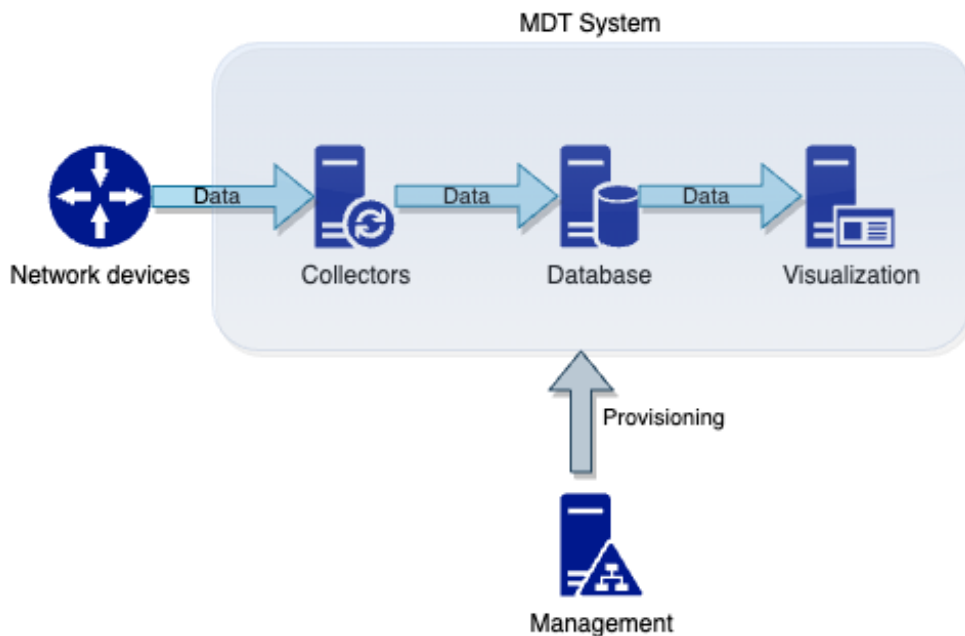 MDT System
Data
Data
Data
Network devices
Collectors
Database
Visualization
Provisioning
Management